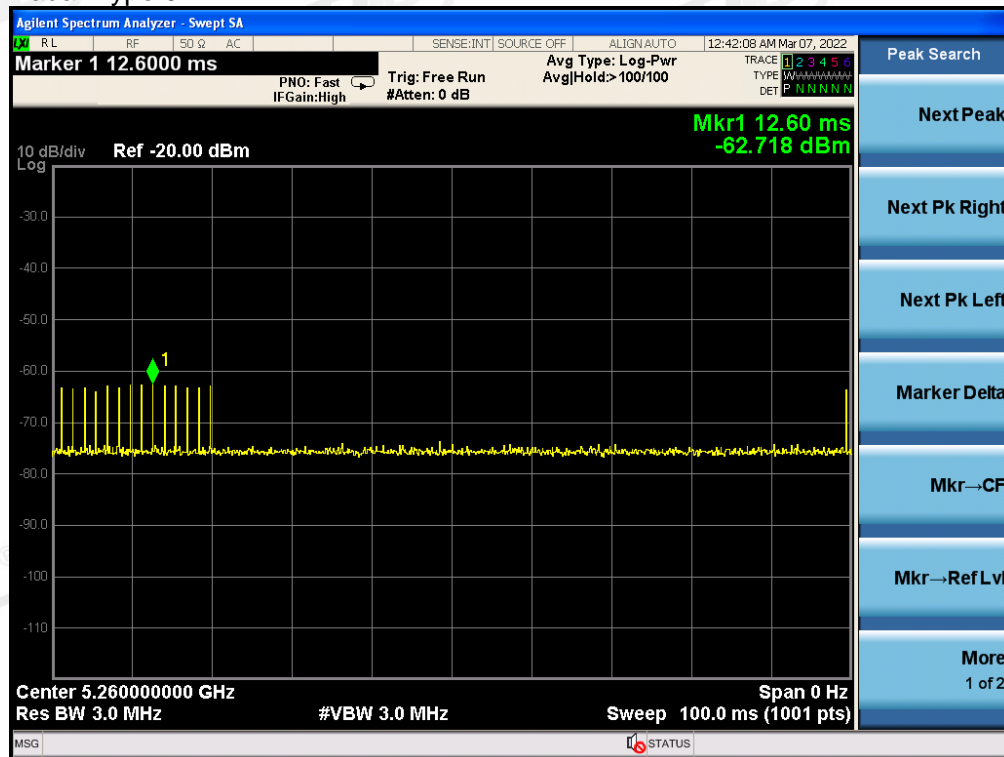 Agilent Spectrum Analyzer - Swept SA
LXI RL RF 50 Ω AC SENSE:INT SOURCE OFF ALIGN AUTO 12:42:08 AM Mar 07, 2022
Marker 1 12.6000 ms
PNO: Fast
IFGain:High
Trig: Free Run
#Atten: 0 dB
Avg Type: Log-Pwr
Avg|Hold:>100/100
TRACE 1 2 3 4 5 6
TYPE
DET P N N N N N
Mkr1 12.60 ms
-62.718 dBm
10 dB/div Ref -20.00 dBm
Log
-30.0
-40.0
-50.0
-60.0
-70.0
-80.0
-90.0
-100
-110
1
Center 5.260000000 GHz Span 0 Hz
Res BW 3.0 MHz #VBW 3.0 MHz Sweep 100.0 ms (1001 pts)
MSG STATUS
Peak Search
Next Peak
Next Pk Right
Next Pk Left
Marker Delta
Mkr→CF
Mkr→Ref Lvl
More
1 of 2